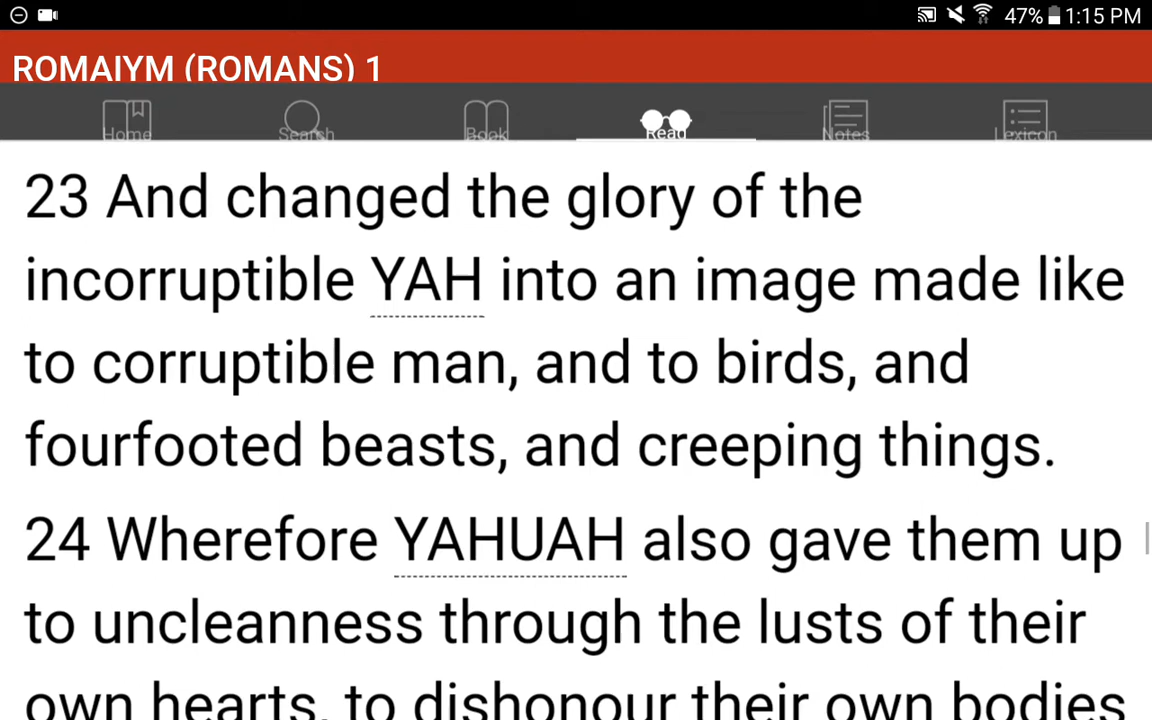 47% 1:15 PM
ROMAIYM (ROMANS) 1
Home Search Book Read Notes Lexicon
23 And changed the glory of the
incorruptible YAH into an image made like
to corruptible man, and to birds, and
fourfooted beasts, and creeping things.
24 Wherefore YAHUAH also gave them up
to uncleanness through the lusts of their
own hearts, to dishonour their own bodies